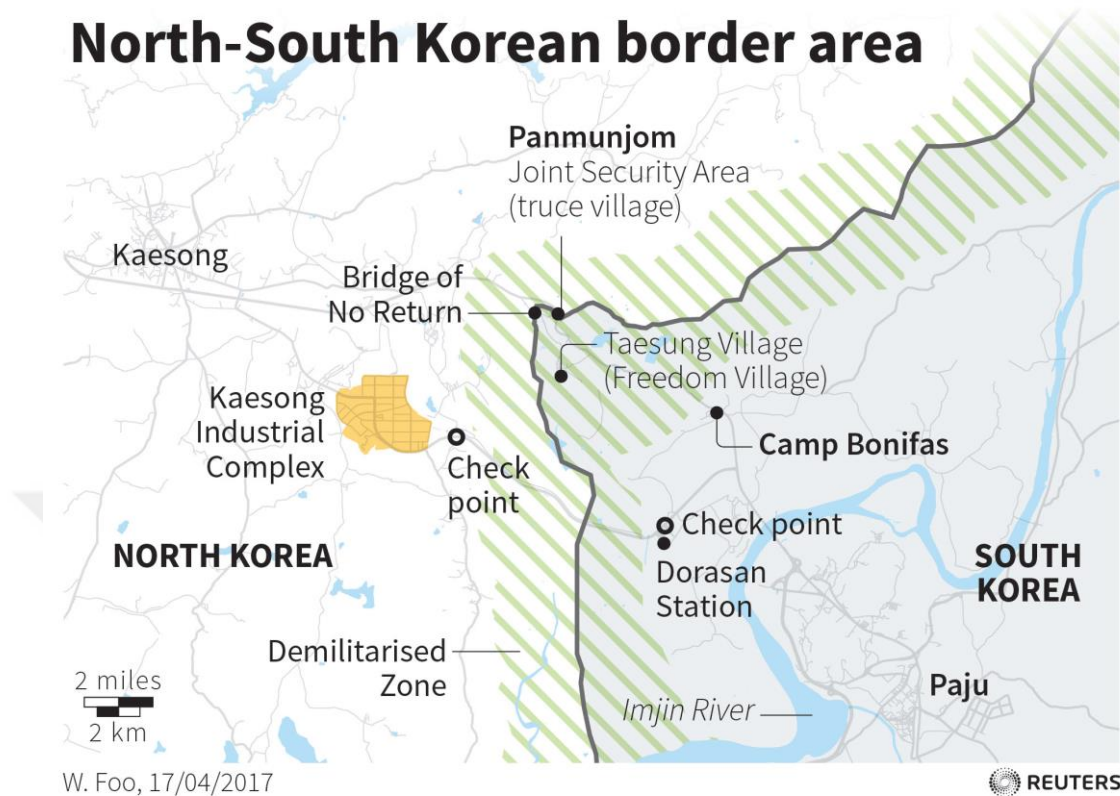 North-South Korean border area
Panmunjom
Joint Security Area
(truce village)
Kaesong
Bridge of
No Return
Taesung Village
(Freedom Village)
Kaesong
Industrial
Complex
Check
point
Camp Bonifas
Check point
Dorasan
Station
NORTH KOREA
SOUTH
KOREA
Demilitarised
Zone
2 miles
2 km
Imjin River
Paju
W. Foo, 17/04/2017
REUTERS